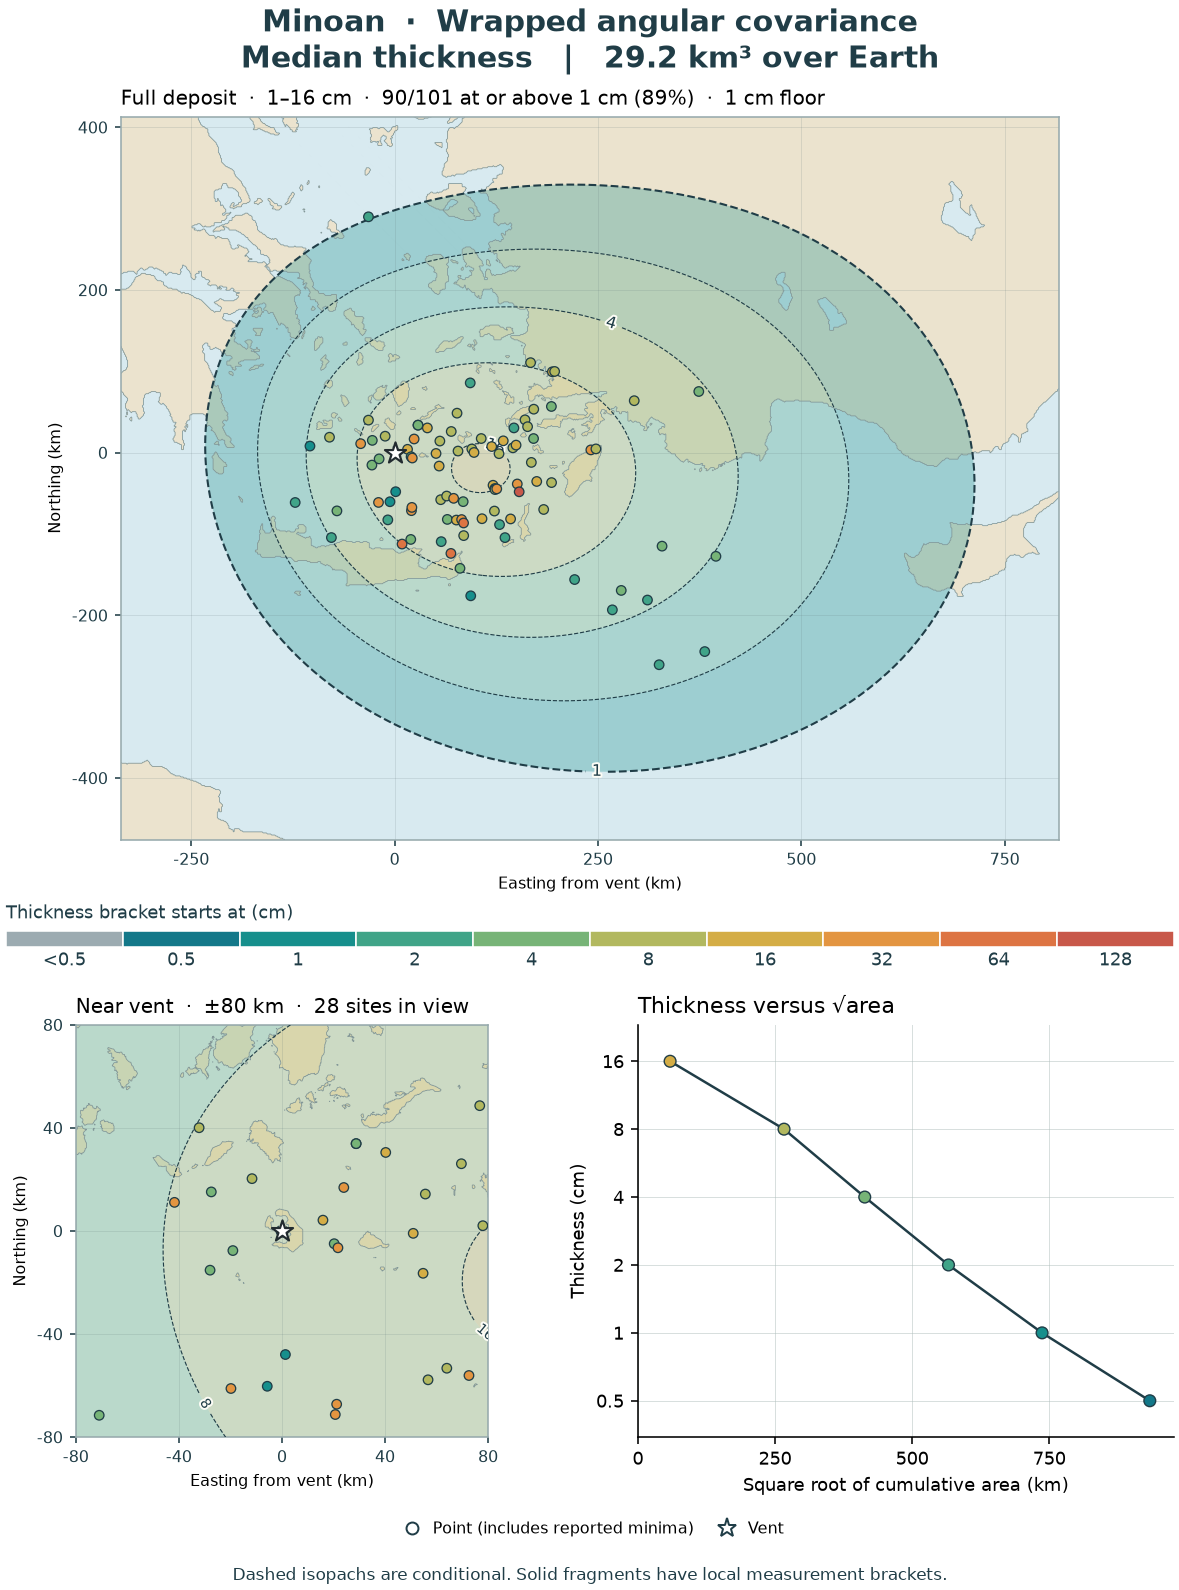 Minoan · Wrapped angular covariance
Median thickness | 29.2 km³ over Earth
Full deposit · 1–16 cm · 90/101 at or above 1 cm (89%) · 1 cm floor
400
200
0
-200
-400
Northing (km)
4
1
-250
0
250
500
750
Easting from vent (km)
Thickness bracket starts at (cm)
<0.5
0.5
1
2
4
8
16
32
64
128
Near vent · ±80 km · 28 sites in view
80
40
0
-40
-80
Northing (km)
8
16
-80
-40
0
40
80
Easting from vent (km)
Thickness versus √area
16
8
4
2
1
0.5
Thickness (cm)
0
250
500
750
Square root of cumulative area (km)
Point (includes reported minima)
Vent
Dashed isopachs are conditional. Solid fragments have local measurement brackets.